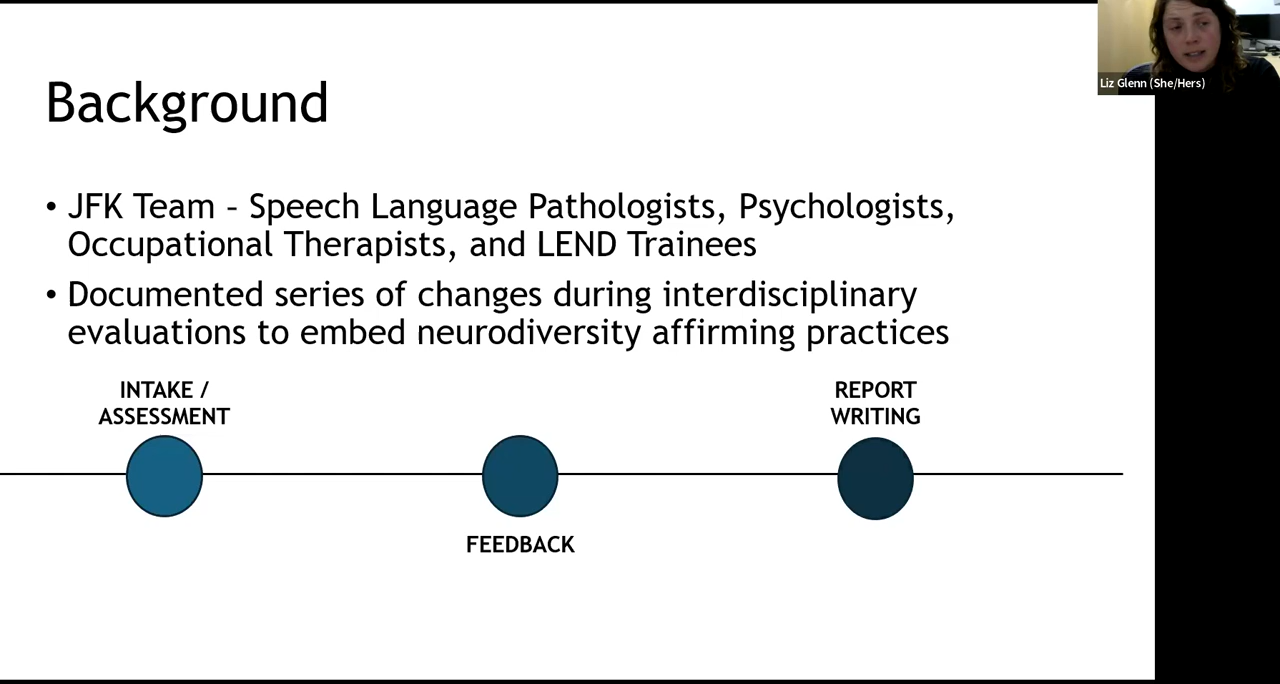 Liz Glenn (She/Hers)
Background
• JFK Team – Speech Language Pathologists, Psychologists,
Occupational Therapists, and LEND Trainees
• Documented series of changes during interdisciplinary
evaluations to embed neurodiversity affirming practices
INTAKE /
ASSESSMENT
FEEDBACK
REPORT
WRITING